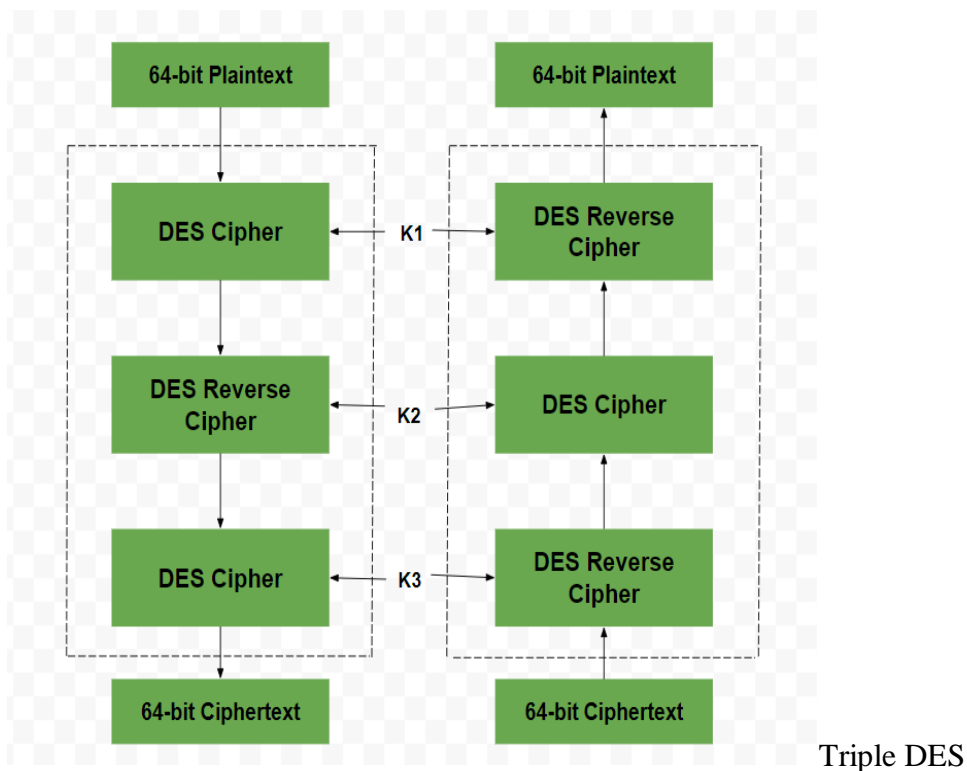 64-bit Plaintext
64-bit Plaintext
DES Cipher
K1
DES Reverse
Cipher
DES Reverse
Cipher
K2
DES Cipher
DES Cipher
K3
DES Reverse
Cipher
64-bit Ciphertext
64-bit Ciphertext
Triple DES